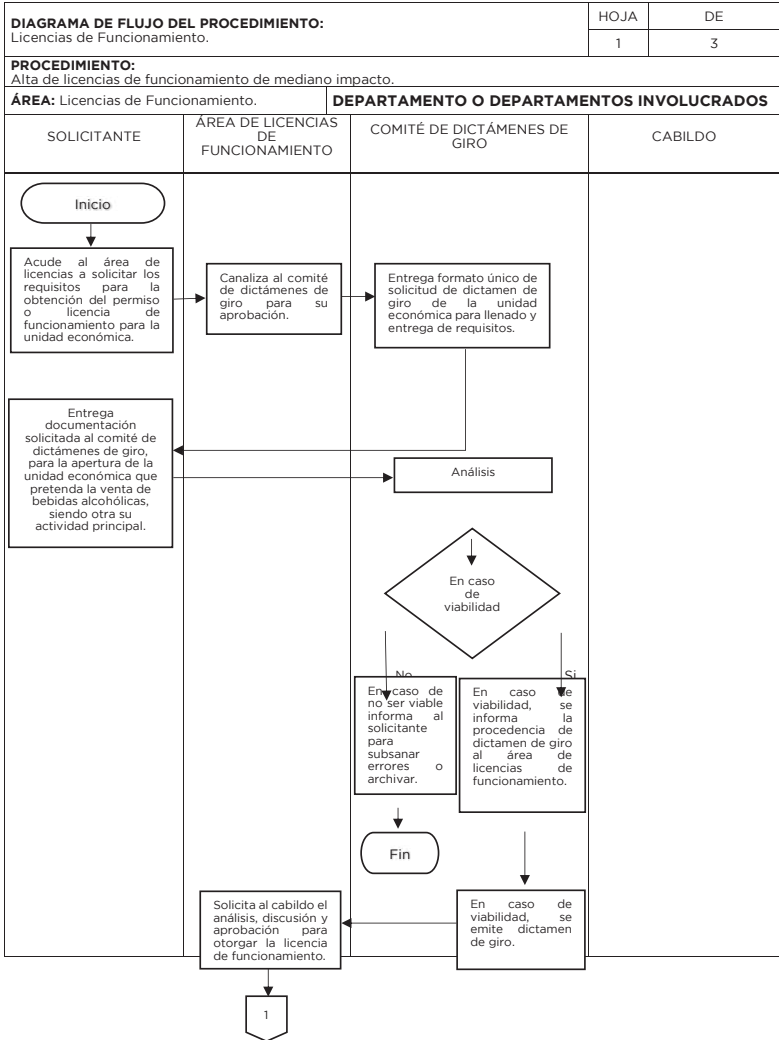 DIAGRAMA DE FLUJO DEL PROCEDIMIENTO:
Licencias de Funcionamiento.
HOJA
DE
1
3
PROCEDIMIENTO:
Alta de licencias de funcionamiento de mediano impacto.
ÁREA: Licencias de Funcionamiento.
DEPARTAMENTO O DEPARTAMENTOS INVOLUCRADOS
SOLICITANTE
ÁREA DE LICENCIAS
DE
FUNCIONAMIENTO
COMITÉ DE DICTÁMENES DE
GIRO
CABILDO
Inicio
Acude al área de
licencias a solicitar los
requisitos para la
obtención del permiso
o licencia de
funcionamiento para la
unidad económica.
Canaliza al comité
de dictámenes de
giro para su
aprobación.
Entrega formato único de
solicitud de dictamen de
giro de la unidad
económica para llenado y
entrega de requisitos.
Entrega
documentación
solicitada al comité de
dictámenes de giro,
para la apertura de la
unidad económica que
pretenda la venta de
bebidas alcohólicas,
siendo otra su
actividad principal.
Análisis
En caso
de
viabilidad
No
Si
En caso de
no ser viable
informa al
solicitante
para
subsanar
errores o
archivar.
En caso de
viabilidad, se
informa la
procedencia de
dictamen de giro
al área de
licencias de
funcionamiento.
Fin
Solicita al cabildo el
análisis, discusión y
aprobación para
otorgar la licencia
de funcionamiento.
En caso de
viabilidad, se
emite dictamen
de giro.
1